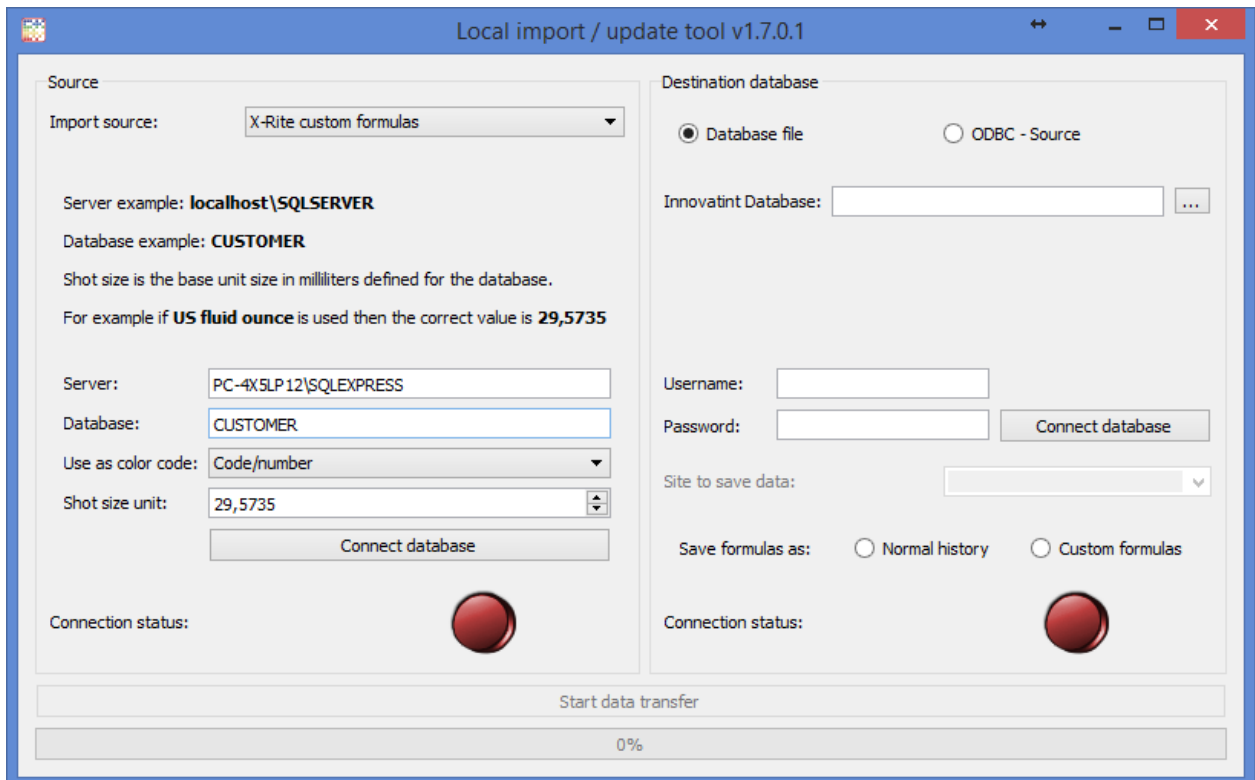 Local import / update tool v1.7.0.1
Source
Import source: X-Rite custom formulas
Server example: localhost\SQLSERVER
Database example: CUSTOMER
Shot size is the base unit size in milliliters defined for the database.
For example if US fluid ounce is used then the correct value is 29,5735
Server: PC-4X5LP12\SQLEXPRESS
Database: CUSTOMER
Use as color code: Code/number
Shot size unit: 29,5735
Connect database
Connection status:
Destination database
Database file ODBC - Source
Innovatint Database: ...
Username:
Password: Connect database
Site to save data:
Save formulas as: Normal history Custom formulas
Connection status:
Start data transfer
0%